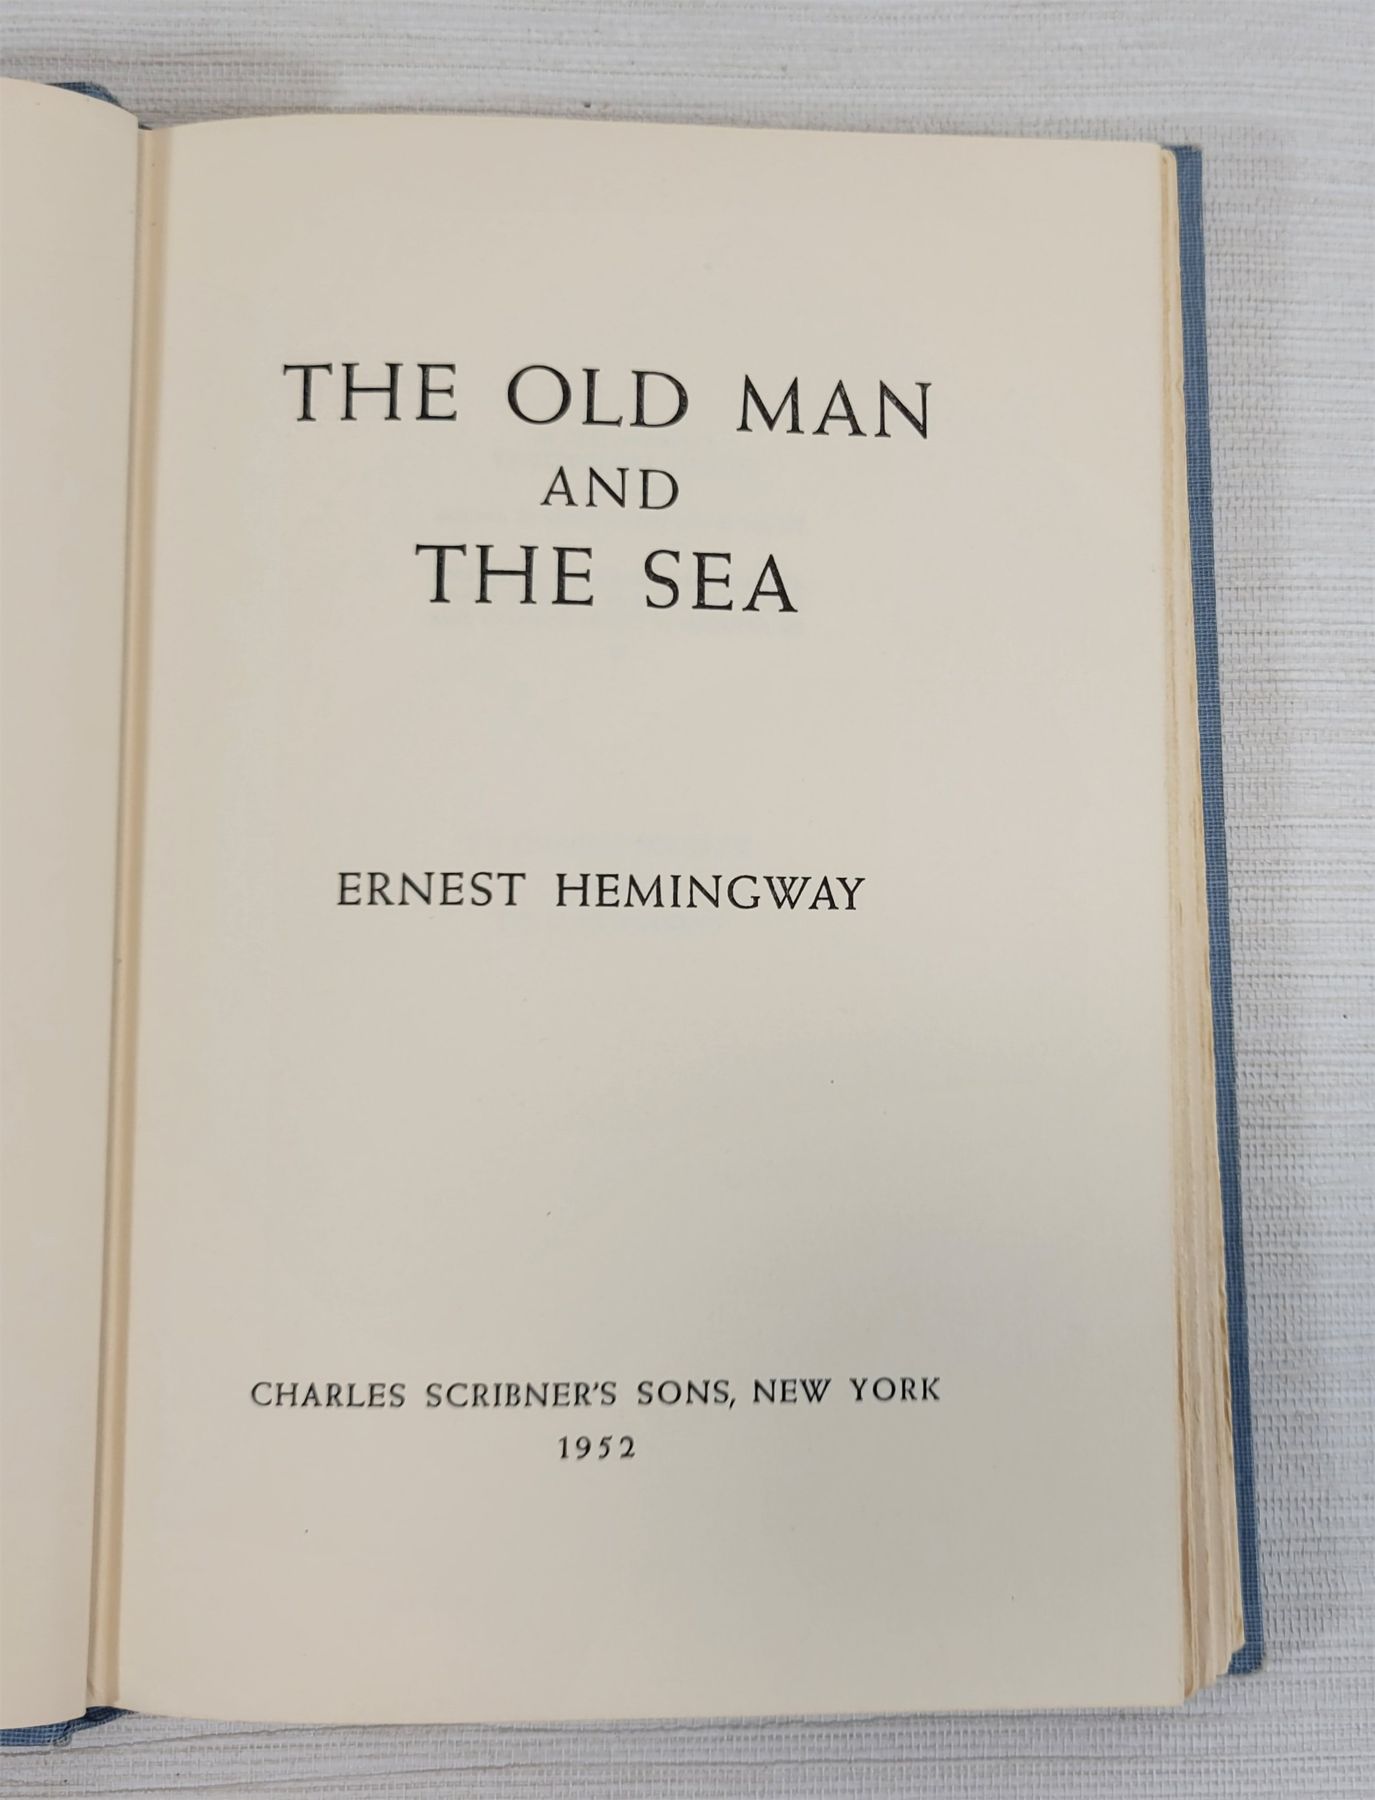 THE OLD MAN
AND
THE SEA
ERNEST HEMINGWAY
CHARLES SCRIBNER'S SONS, NEW YORK
1952